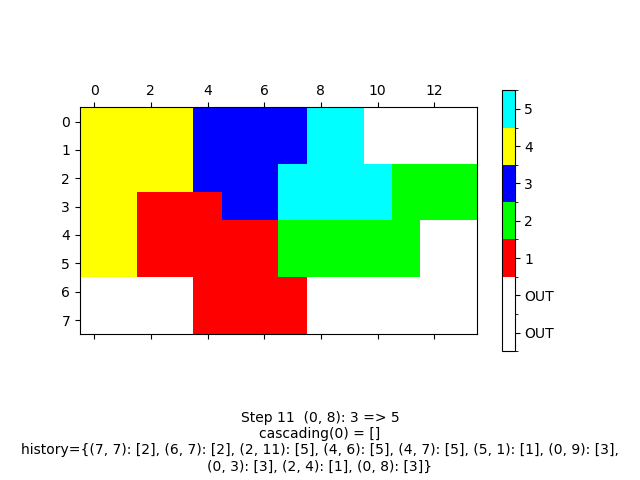 0 2 4 6 8 10 12
0
1
2
3
4
5
6
7
5
4
3
2
1
OUT
OUT
Step 11  (0, 8): 3 => 5
cascading(0) = []
history={(7, 7): [2], (6, 7): [2], (2, 11): [5], (4, 6): [5], (4, 7): [5], (5, 1): [1], (0, 9): [3],
(0, 3): [3], (2, 4): [1], (0, 8): [3]}